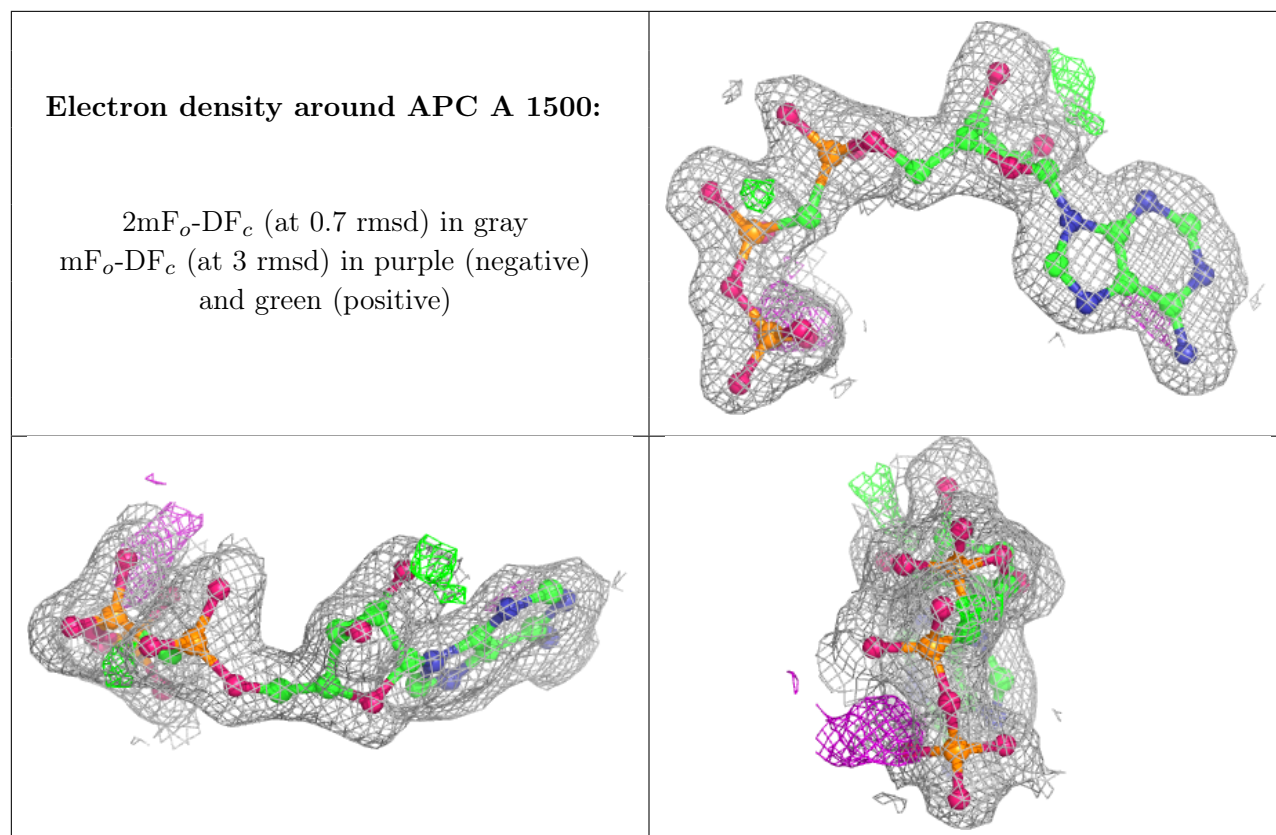 Electron density around APC A 1500:
2mFₒ-DF𝒸 (at 0.7 rmsd) in gray
mFₒ-DF𝒸 (at 3 rmsd) in purple (negative)
and green (positive)